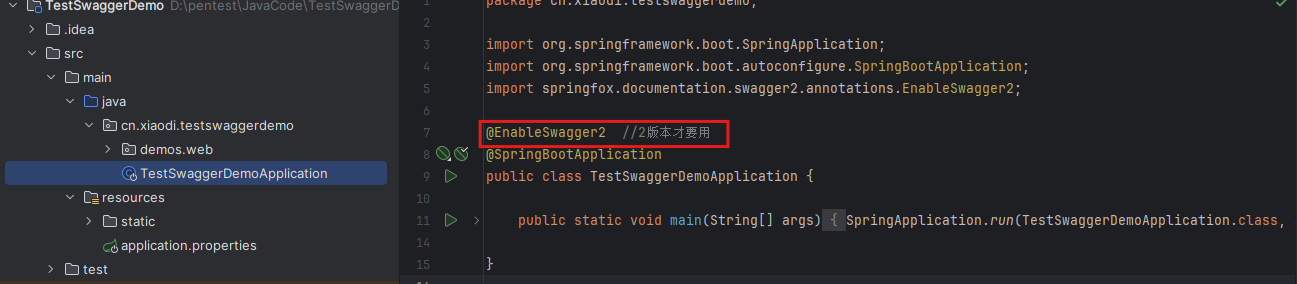 TestSwaggerDemo D:\pentest\JavaCode\TestSwaggerD
.idea
src
main
java
cn.xiaodi.testswaggerdemo
demos.web
TestSwaggerDemoApplication
resources
static
application.properties
test
1 package cn.xiaodi.testswaggerdemo;
2
3 import org.springframework.boot.SpringApplication;
4 import org.springframework.boot.autoconfigure.SpringBootApplication;
5 import springfox.documentation.swagger2.annotations.EnableSwagger2;
6
7 @EnableSwagger2 //2版本才要用
8 @SpringBootApplication
9 public class TestSwaggerDemoApplication {
10
11 public static void main(String[] args) { SpringApplication.run(TestSwaggerDemoApplication.class,
14
15 }